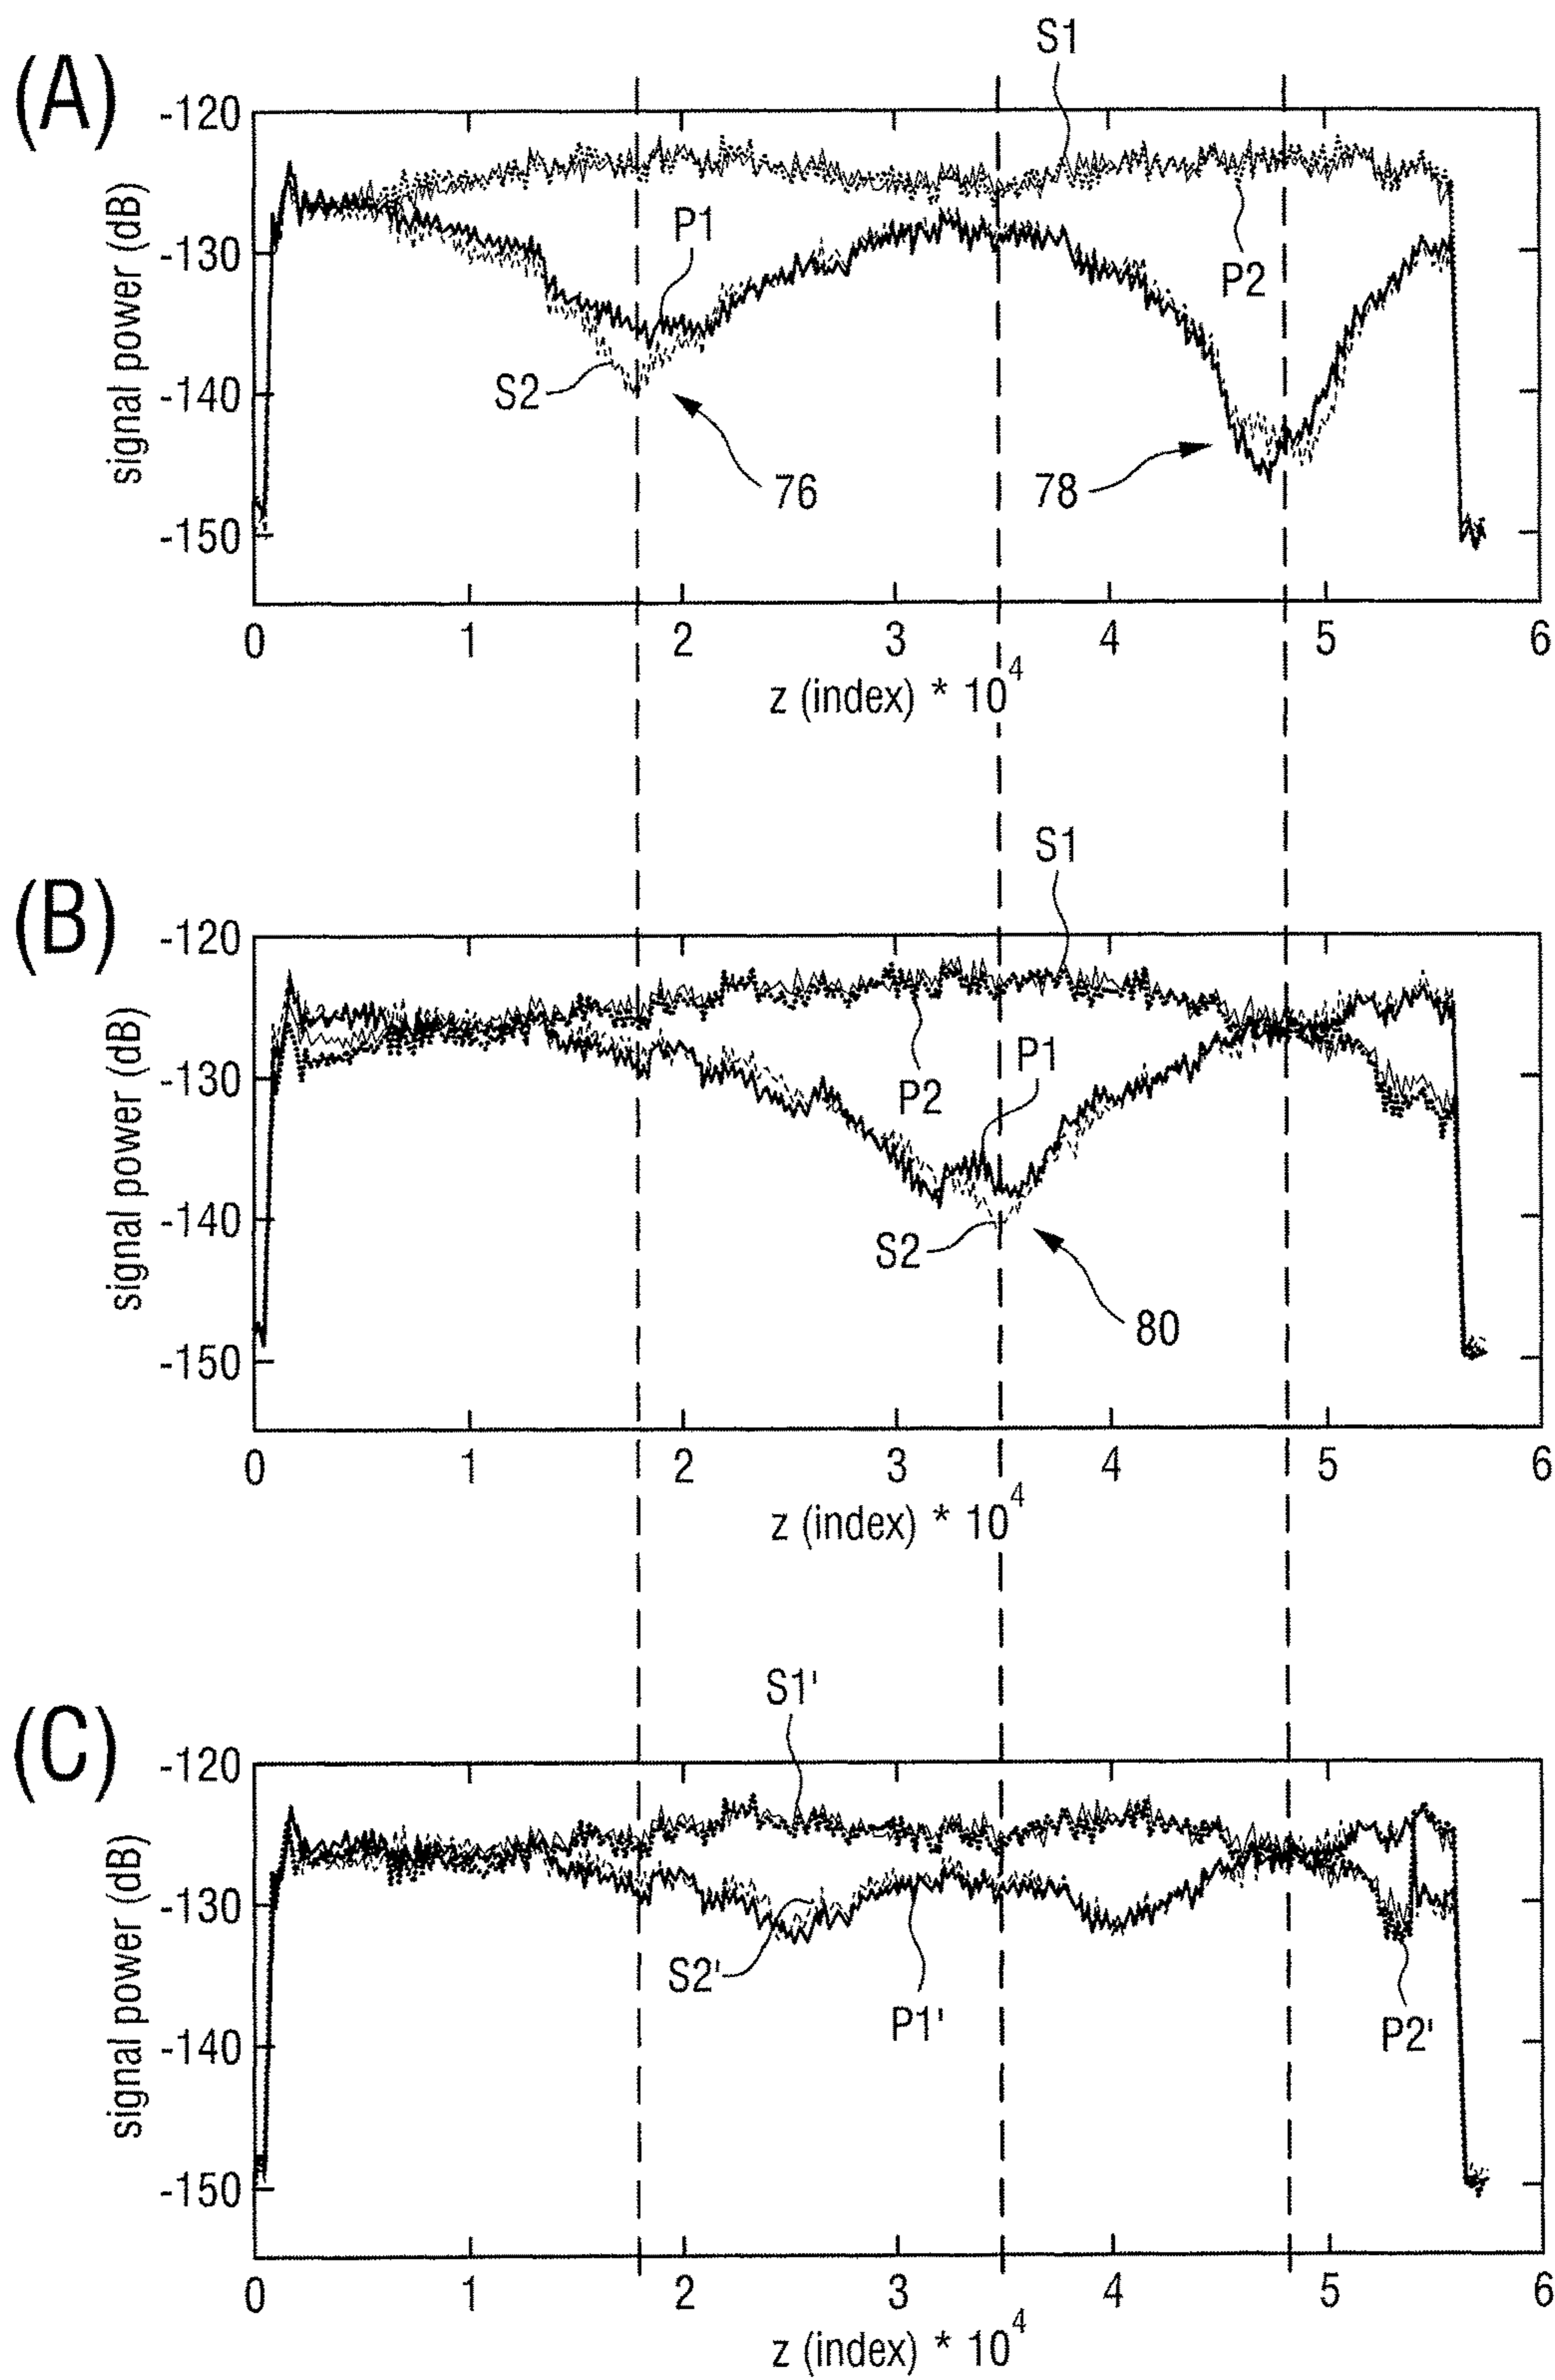 (A)
S1
-120
-130
-140
-150
signal power (dB)
P1
P2
S2
76
78
0 1 2 3 4 5 6
z (index) * 10^4
(B)
S1
-120
-130
-140
-150
signal power (dB)
P1
P2
S2
80
0 1 2 3 4 5 6
z (index) * 10^4
(C)
S1'
-120
-130
-140
-150
signal power (dB)
S2'
P1'
P2'
0 1 2 3 4 5 6
z (index) * 10^4